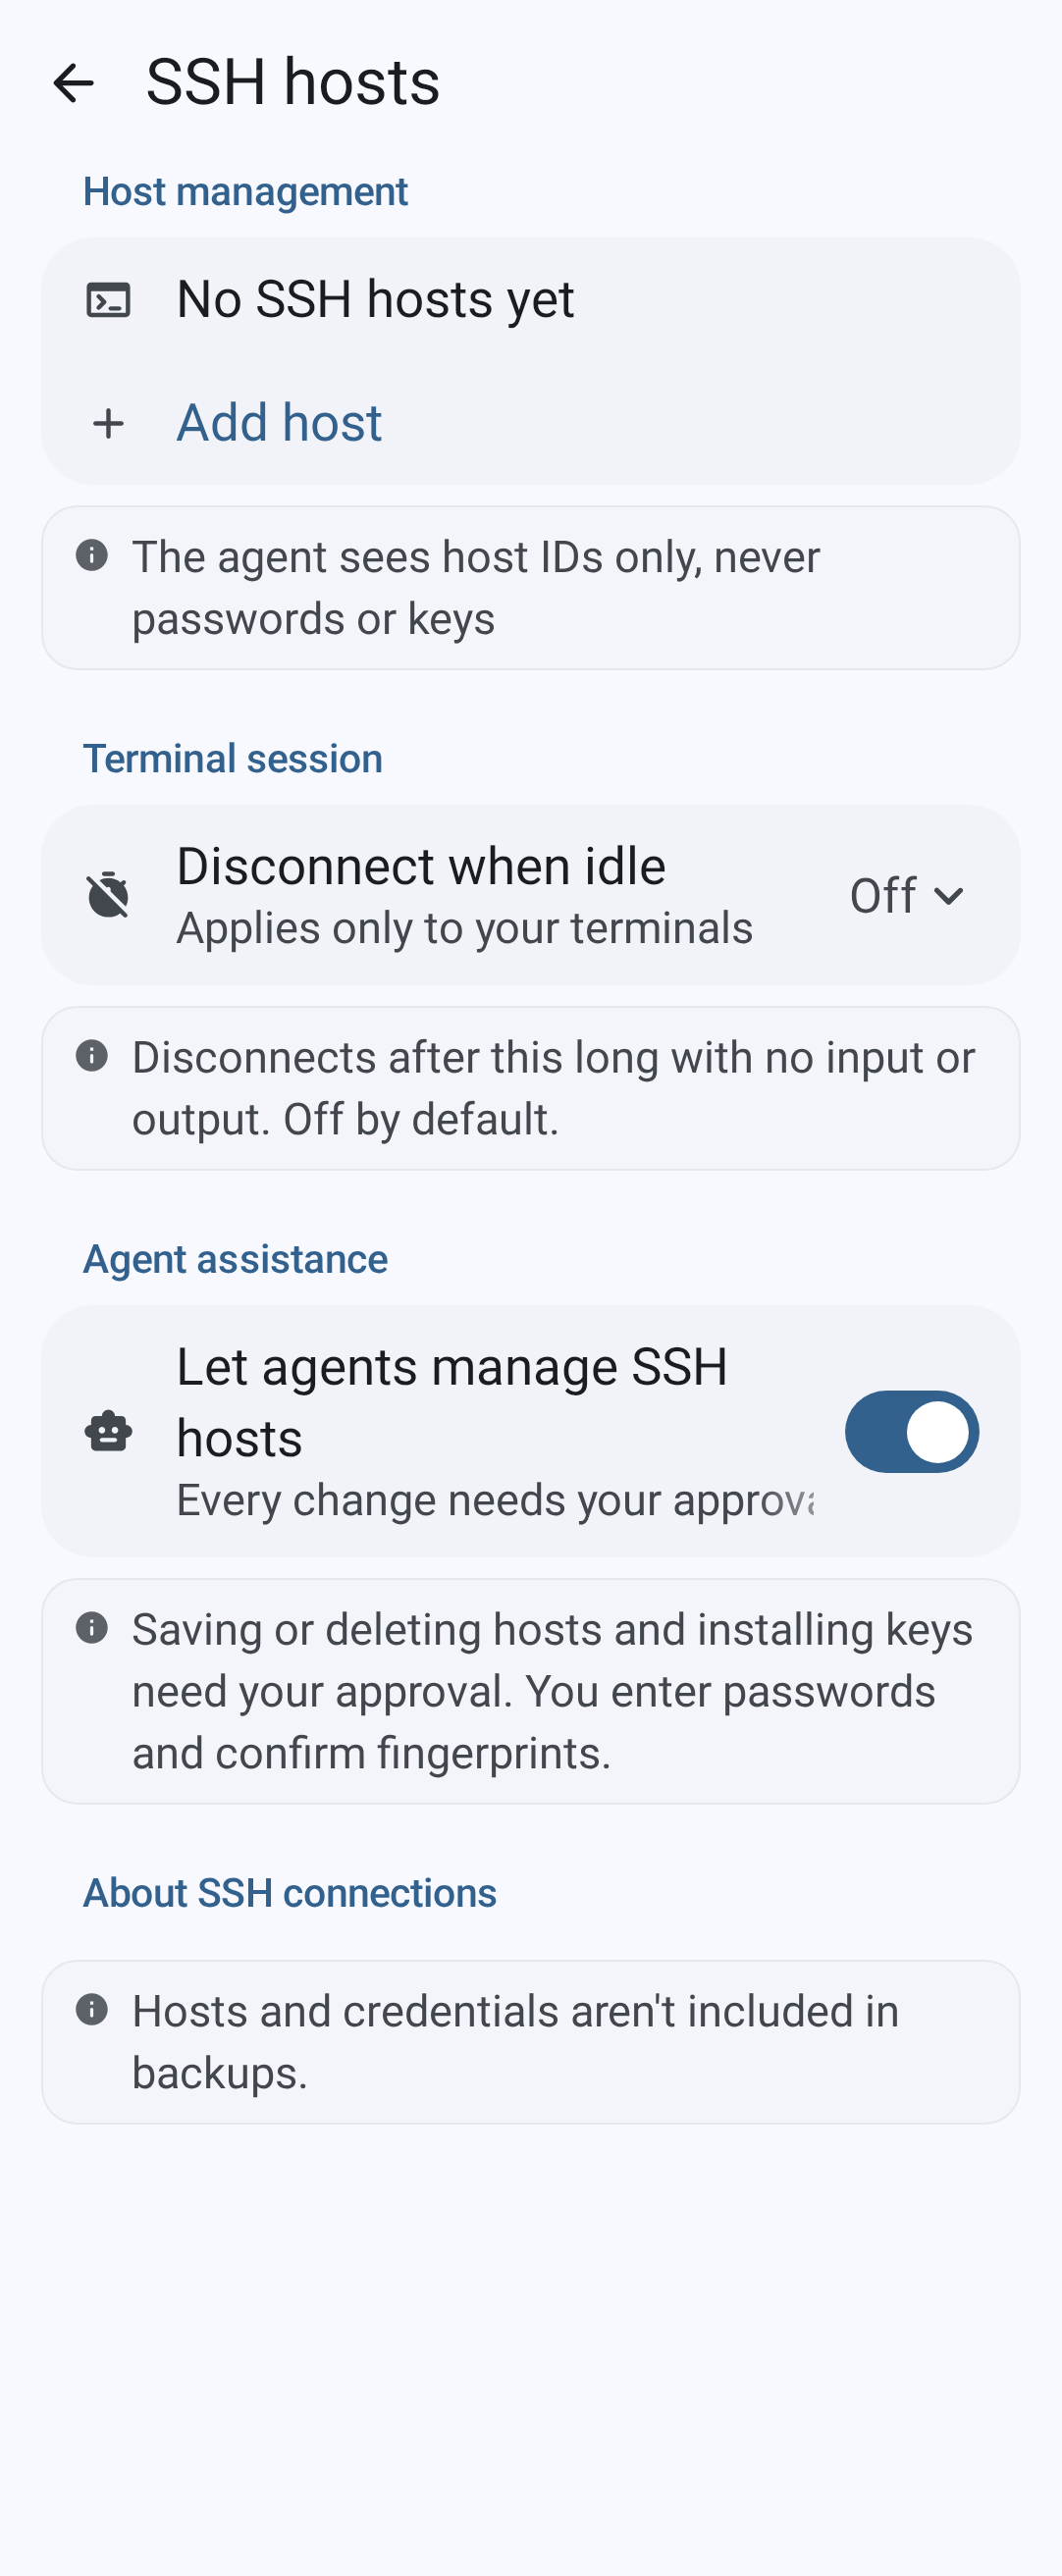 SSH hosts
Host management
No SSH hosts yet
Add host
The agent sees host IDs only, never
passwords or keys
Terminal session
Disconnect when idle
Applies only to your terminals
Off
Disconnects after this long with no input or
output. Off by default.
Agent assistance
Let agents manage SSH
hosts
Every change needs your
Saving or deleting hosts and installing keys
need your approval. You enter passwords
and confirm fingerprints.
About SSH connections
Hosts and credentials aren't included in
backups.